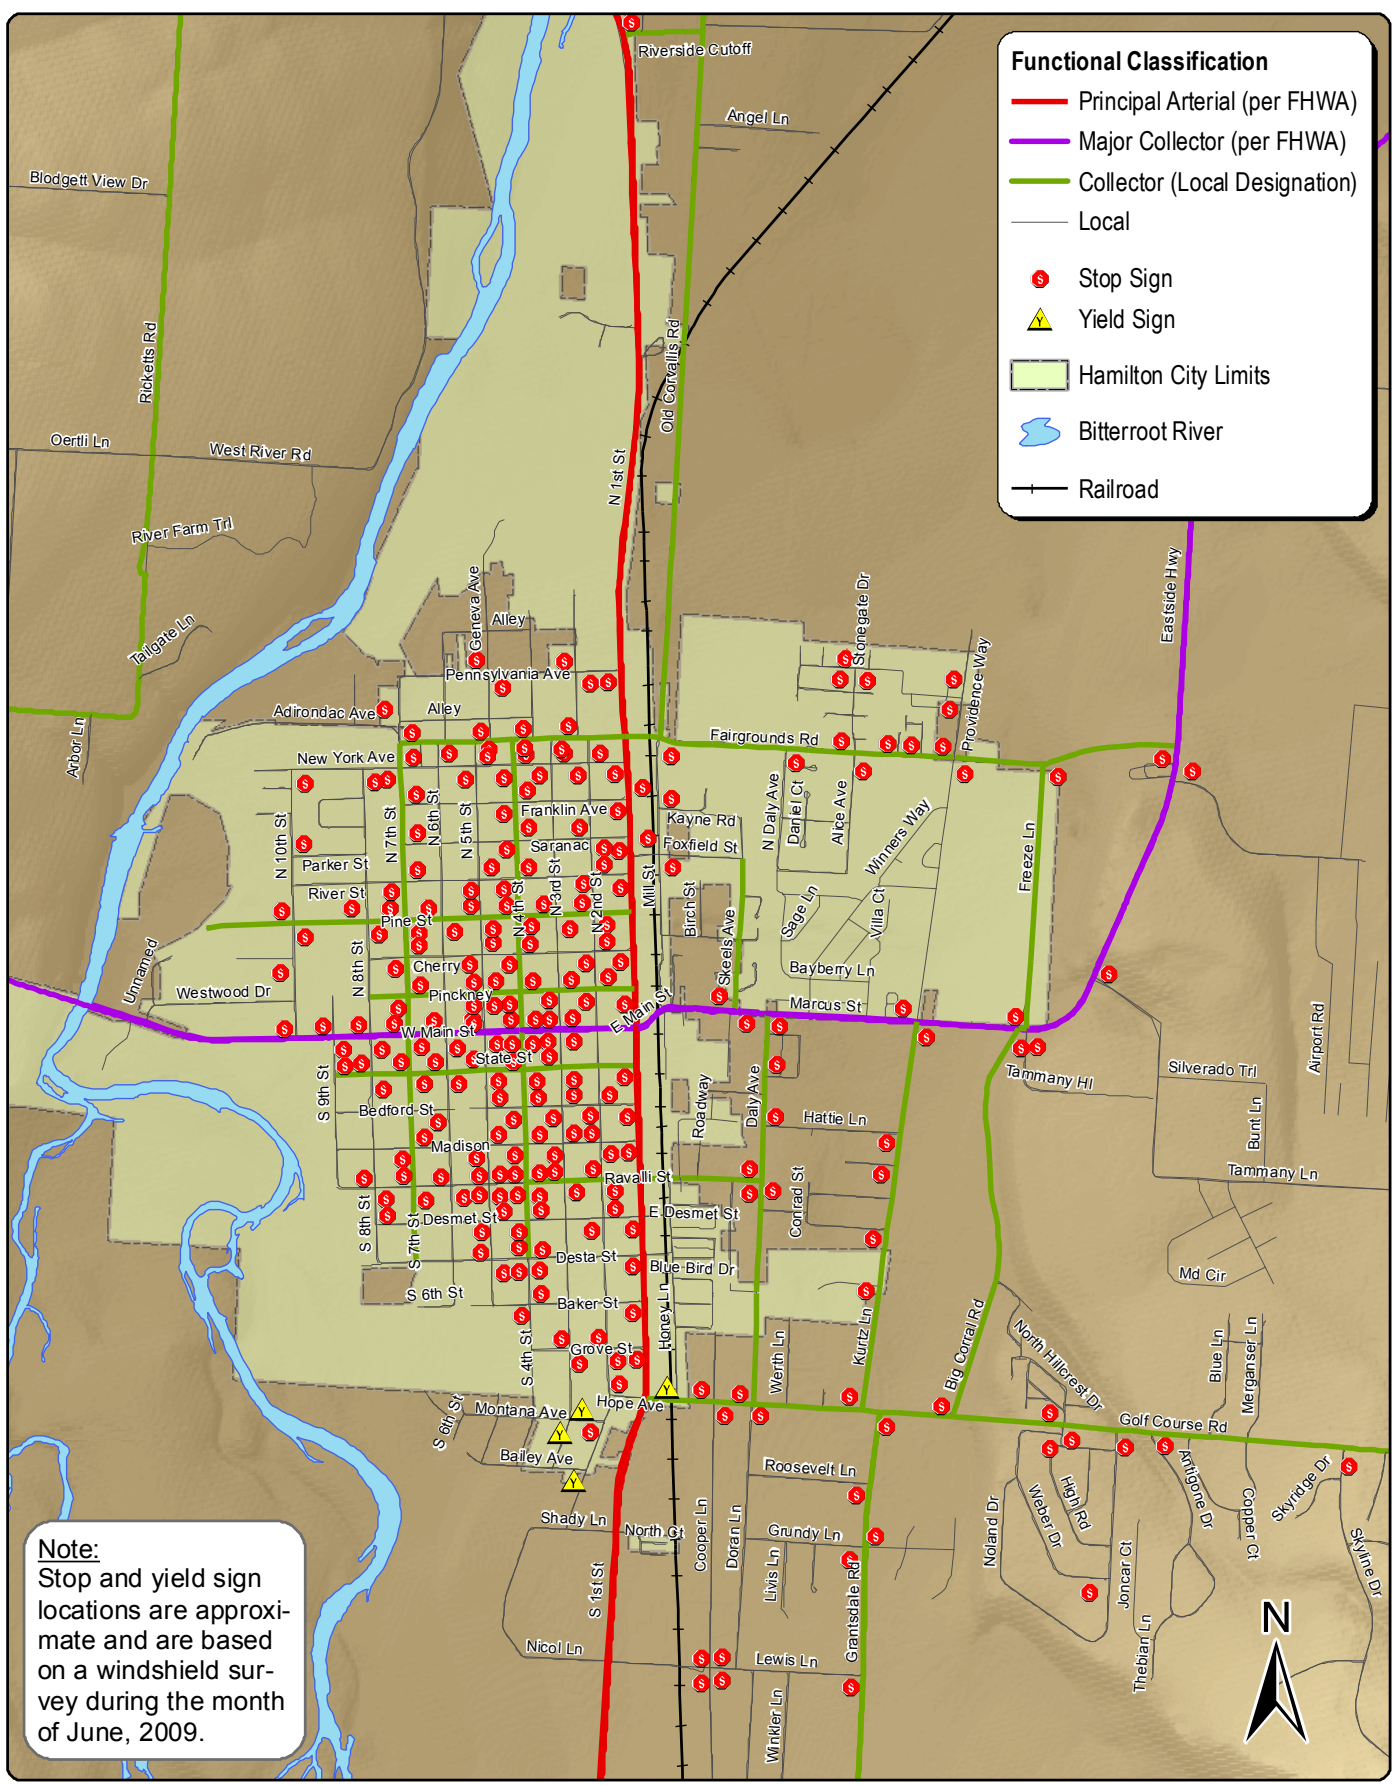 Riverside Cutoff
Functional Classification
Principal Arterial (per FHWA)
Major Collector (per FHWA)
Collector (Local Designation)
Local
Stop Sign
Yield Sign
Hamilton City Limits
Bitterroot River
Railroad
Angel Ln
Blodgett View Dr
Ricketts Rd
Old Corvallis Rd
Oertli Ln
West River Rd
N 1st St
River Farm Trl
Eastside Hwy
Geneva Ave
Stonegate Dr
Alley
Tailgate Ln
Providence Way
Pennsylvania Ave
Adirondac Ave
Alley
Arbor Ln
Fairgrounds Rd
New York Ave
N 10th St
N 7th St
N 6th St
N 5th St
Franklin Ave
Kayne Rd
N Daly Ave
Daniel Ct
Alice Ave
Winners Way
Freeze Ln
Saranac
Foxfield St
Parker St
River St
N 4th St
N 3rd St
N 2nd St
Mill St
Birch St
Skeels Ave
Sage Ln
Villa Ct
Pine St
Unnamed
N 8th St
Cherry
Bayberry Ln
Westwood Dr
Pinckney
Marcus St
E Main St
W Main St
Airport Rd
State St
S 9th St
Tammany Hl
Silverado Trl
Bedford St
Roadway
Daly Ave
Hattie Ln
Bunt Ln
Madison
Ravalli St
Tammany Ln
Conrad St
S 8th St
S 7th St
Desmet St
E Desmet St
Desta St
Blue Bird Dr
Md Cir
S 6th St
Baker St
Honey Ln
Werth Ln
Kurtz Ln
Big Corral Rd
North Hillcrest Dr
Blue Ln
Merganser Ln
S 4th St
Grove St
Hope Ave
Montana Ave
S 6th St
Golf Course Rd
Bailey Ave
Roosevelt Ln
Antigone Dr
Skyridge Dr
High Rd
Weber Dr
Noland Dr
Copper Ct
Skyline Dr
Shady Ln
North Ct
Cooper Ln
Doran Ln
Grundy Ln
Livis Ln
S 1st St
Grantsdale Rd
Joncar Ct
Thebian Ln
Nicol Ln
Lewis Ln
Winkler Ln
Note:
Stop and yield sign
locations are approxi-
mate and are based
on a windshield sur-
vey during the month
of June, 2009.
N